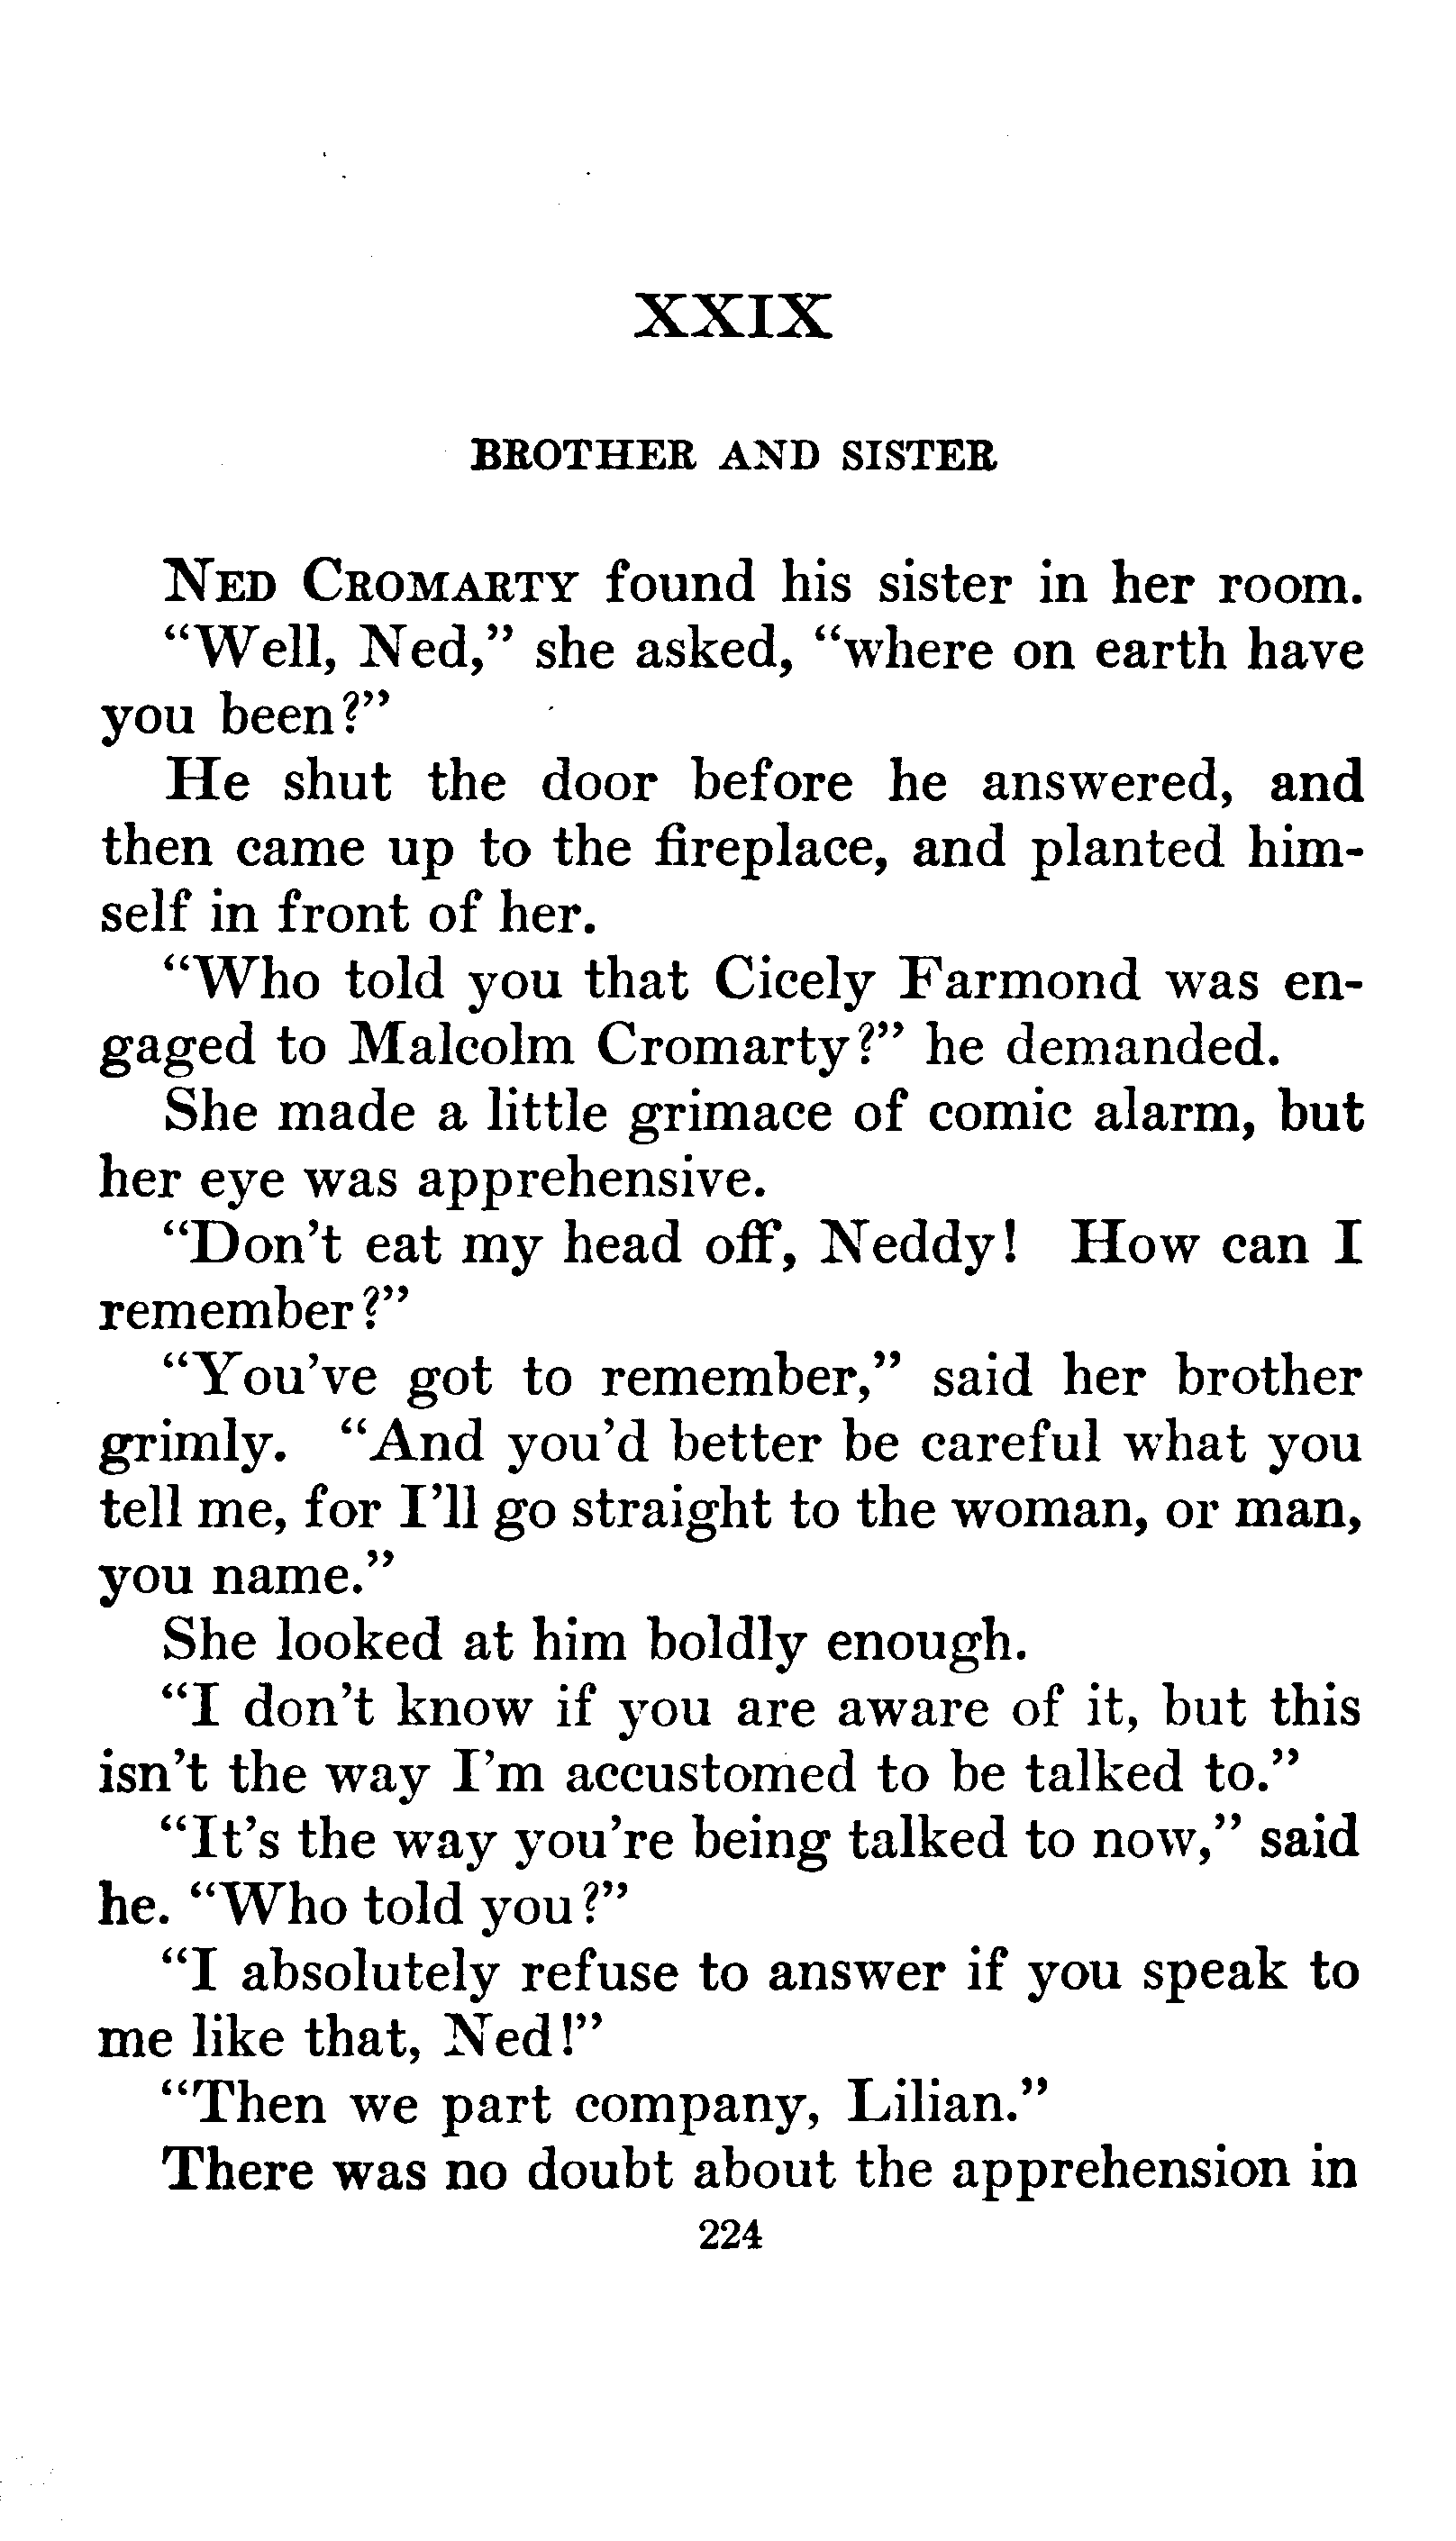 XXIX
BROTHER AND SISTER
NED CROMARTY found his sister in her room.
“Well, Ned,” she asked, “where on earth have
you been?”
He shut the door before he answered, and
then came up to the fireplace, and planted him-
self in front of her.
“Who told you that Cicely Farmond was en-
gaged to Malcolm Cromarty?” he demanded.
She made a little grimace of comic alarm, but
her eye was apprehensive.
“Don’t eat my head off, Neddy! How can I
remember?”
“You’ve got to remember,” said her brother
grimly. “And you’d better be careful what you
tell me, for I’ll go straight to the woman, or man,
you name.”
She looked at him boldly enough.
“I don’t know if you are aware of it, but this
isn’t the way I’m accustomed to be talked to.”
“It’s the way you’re being talked to now,” said
he. “Who told you?”
“I absolutely refuse to answer if you speak to
me like that, Ned!”
“Then we part company, Lilian.”
There was no doubt about the apprehension in
224